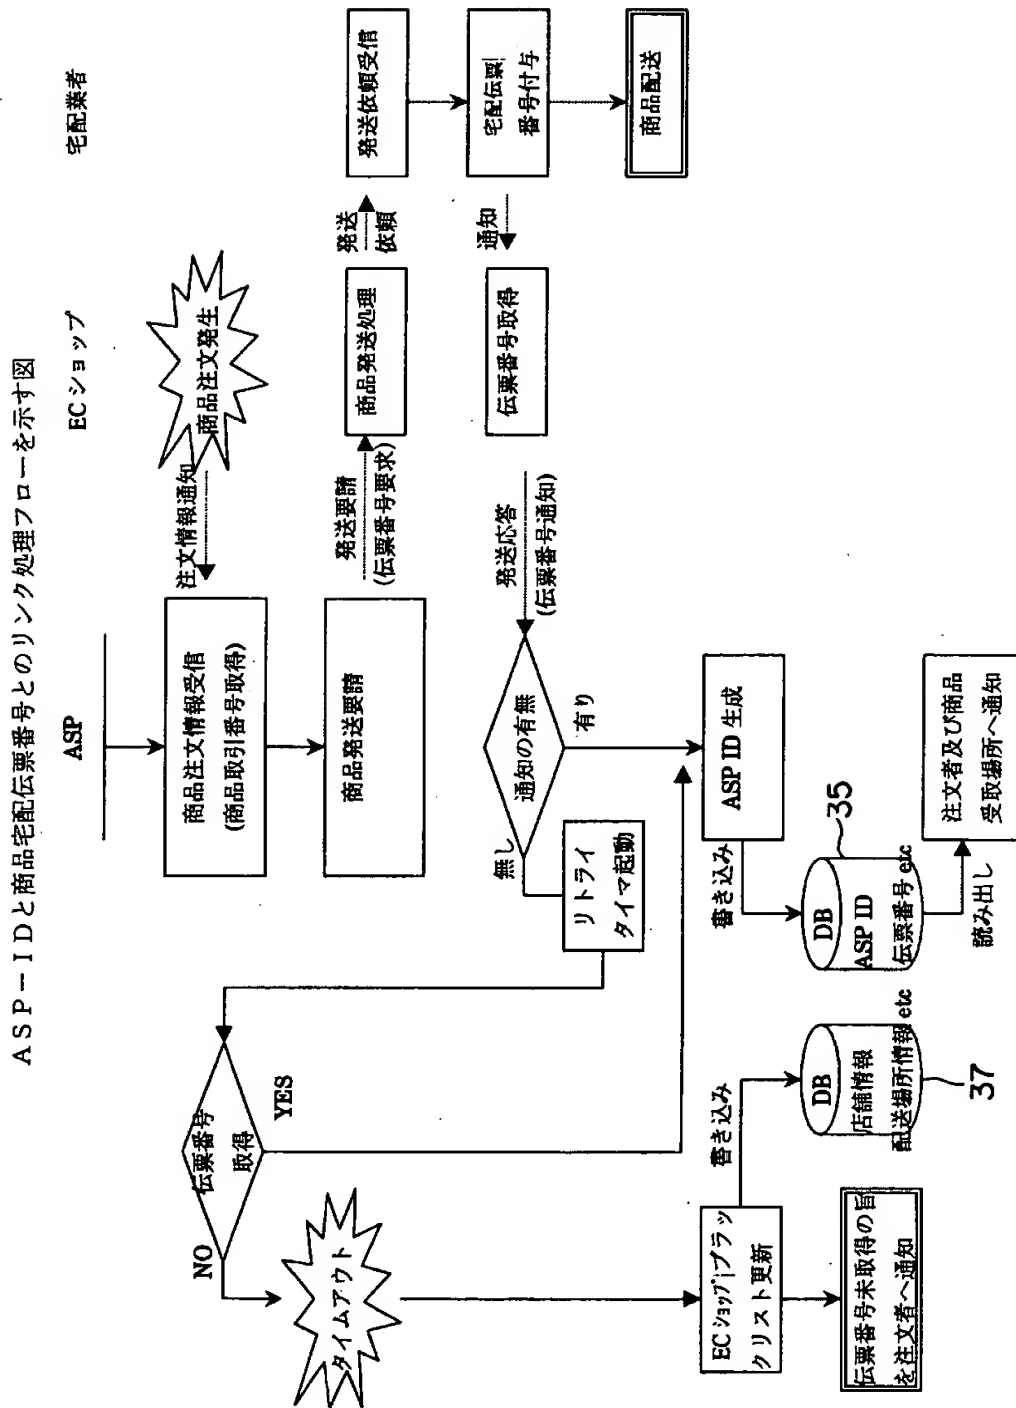 ASP-IDと商品宅配伝票番号とのリンク処理フローを示す図
ASP
ECショップ
宅配業者
商品注文発生
注文情報通知
商品注文情報受信
(商品取引番号取得)
商品発送要請
発送要請
(伝票番号要求)
商品発送処理
発送
依頼
発送依頼受信
宅配伝票
番号付与
商品配送
通知
伝票番号取得
発送応答
(伝票番号通知)
通知の有無
無し
有り
リトライ
タイマ起動
伝票番号
取得
YES
NO
タイムアウト
ASP ID 生成
書き込み
DB
ASP ID
伝票番号 etc
35
読み出し
注文者及び商品
受取場所へ通知
ECショップブラッ
クリスト更新
書き込み
DB
店舗情報
配送場所情報 etc
37
伝票番号未取得の旨
を注文者へ通知